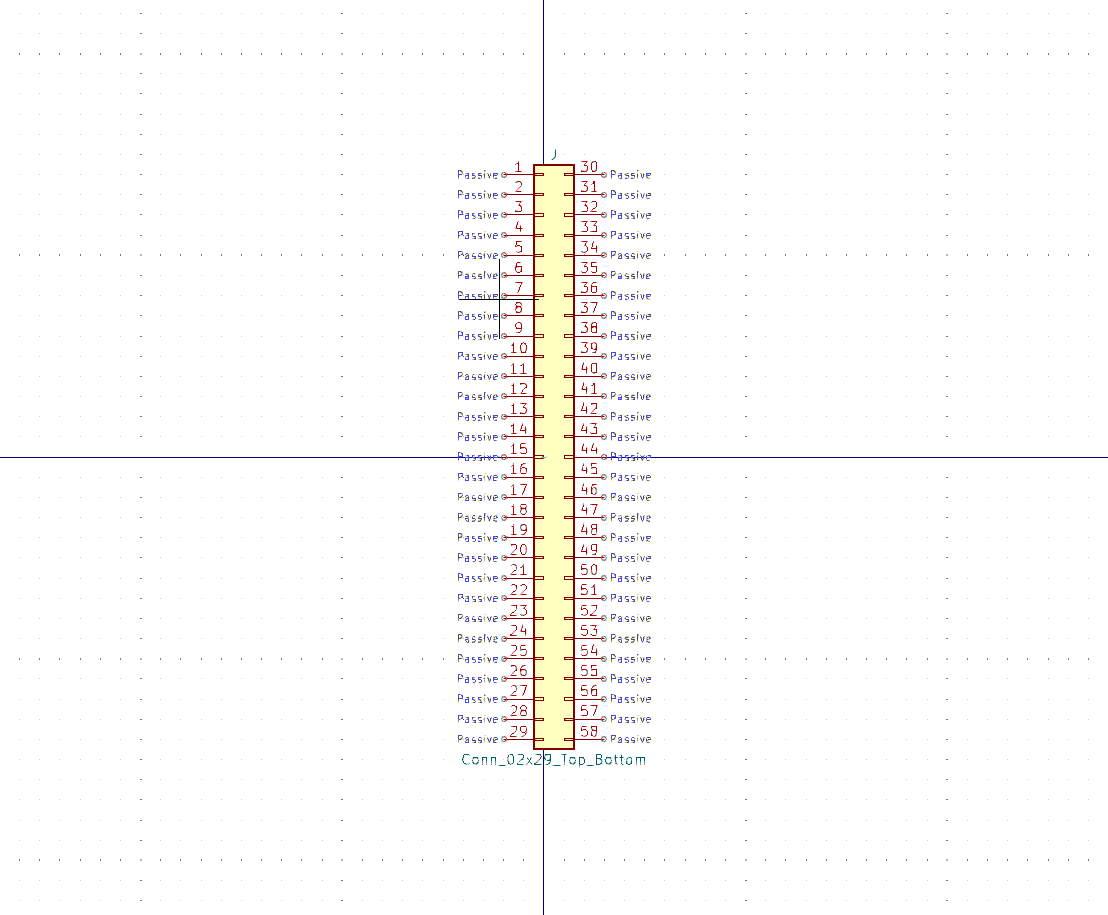 J
Passive 1 30 Passive
Passive 2 31 Passive
Passive 3 32 Passive
Passive 4 33 Passive
Passive 5 34 Passive
Passive 6 35 Passive
Passive 7 36 Passive
Passive 8 37 Passive
Passive 9 38 Passive
Passive 10 39 Passive
Passive 11 40 Passive
Passive 12 41 Passive
Passive 13 42 Passive
Passive 14 43 Passive
Passive 15 44 Passive
Passive 16 45 Passive
Passive 17 46 Passive
Passive 18 47 Passive
Passive 19 48 Passive
Passive 20 49 Passive
Passive 21 50 Passive
Passive 22 51 Passive
Passive 23 52 Passive
Passive 24 53 Passive
Passive 25 54 Passive
Passive 26 55 Passive
Passive 27 56 Passive
Passive 28 57 Passive
Passive 29 58 Passive
Conn_02x29_Top_Bottom